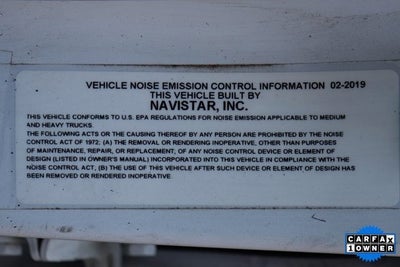 VEHICLE NOISE EMISSION CONTROL INFORMATION 02-2019
THIS VEHICLE BUILT BY
NAVISTAR, INC.
THIS VEHICLE CONFORMS TO U.S. EPA REGULATIONS FOR NOISE EMISSION APPLICABLE TO MEDIUM
AND HEAVY TRUCKS.
THE FOLLOWING ACTS OR THE CAUSING THEREOF BY ANY PERSON ARE PROHIBITED BY THE NOISE
CONTROL ACT OF 1972; (A) THE REMOVAL OR RENDERING INOPERATIVE, OTHER THAN PURPOSES
OF MAINTENANCE, REPAIR, OR REPLACEMENT, OF ANY NOISE CONTROL DEVICE OR ELEMENT OF
DESIGN (LISTED IN OWNER'S MANUAL) INCORPORATED INTO THIS VEHICLE IN COMPLIANCE WITH THE
NOISE CONTROL ACT, (B) THE USE OF THIS VEHICLE AFTER SUCH DEVICE OR ELEMENT OF DESIGN HAS
BEEN REMOVED OR RENDERED INOPERATIVE.
CARFAX
1 OWNER